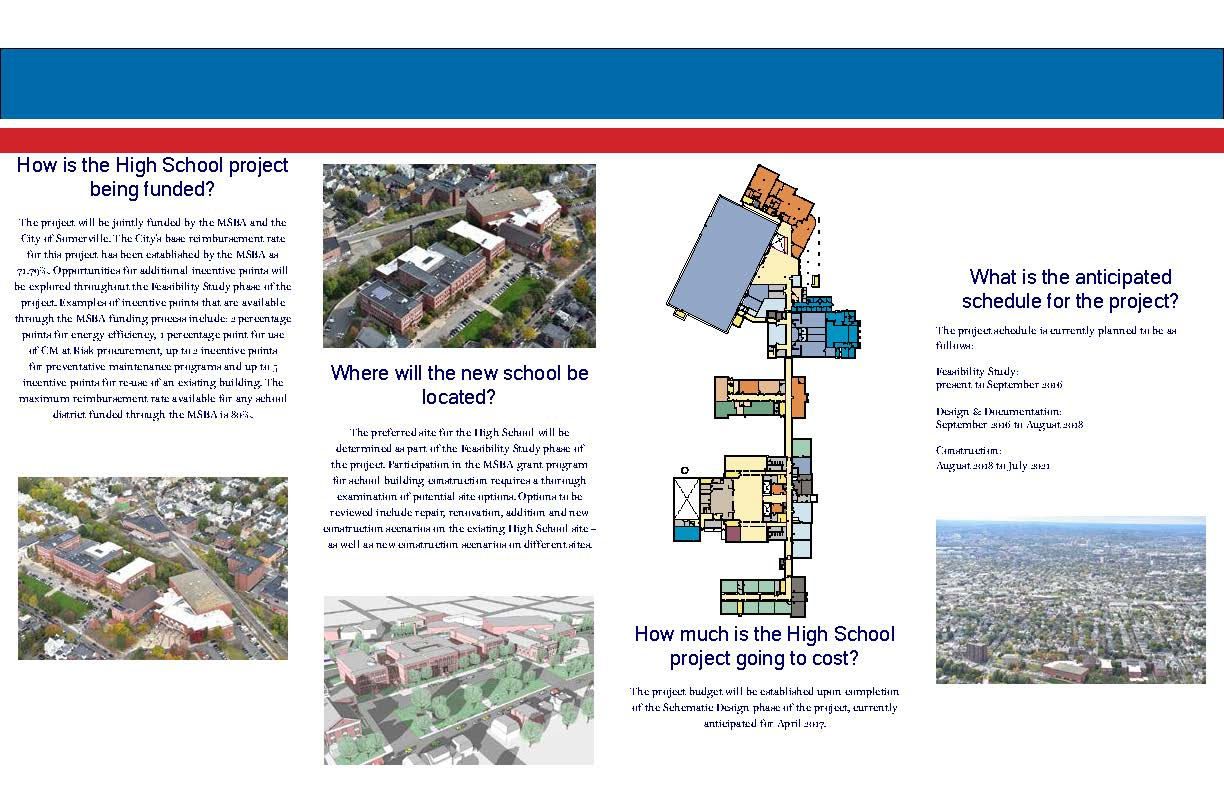 How is the High School project
being funded?
The project will be jointly funded by the MSBA and the
City of Somerville. The City's base reimbursement rate
for this project has been established by the MSBA as
71.79%. Opportunities for additional incentive points will
be explored throughout the Feasibility Study phase of the
project. Examples of incentive points that are available
through the MSBA funding process include: 2 percentage
points for energy efficiency, 1 percentage point for use
of CM at Risk procurement, up to 2 incentive points
for preventative maintenance programs and up to 5
incentive points for re-use of an existing building. The
maximum reimbursement rate available for any school
district funded through the MSBA is 80%.
Where will the new school be
located?
The preferred site for the High School will be
determined as part of the Feasibility Study phase of
the project. Participation in the MSBA grant program
for school building construction requires a thorough
examination of potential site options. Options to be
reviewed include repair, renovation, addition and new
construction scenarios on the existing High School site –
as well as new construction scenarios on different sites.
How much is the High School
project going to cost?
The project budget will be established upon completion
of the Schematic Design phase of the project, currently
anticipated for April 2017.
What is the anticipated
schedule for the project?
The project schedule is currently planned to be as
follows:
Feasibility Study:
present to September 2016
Design & Documentation:
September 2016 to August 2018
Construction:
August 2018 to July 2021